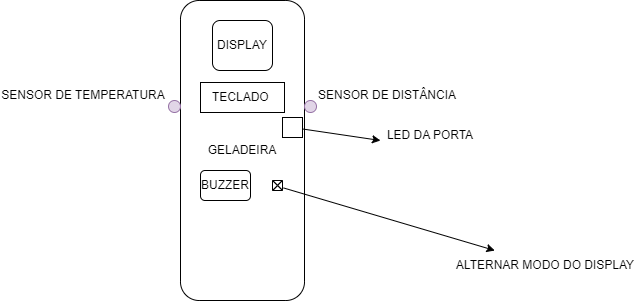 DISPLAY
SENSOR DE TEMPERATURA
TECLADO
SENSOR DE DISTÂNCIA
LED DA PORTA
GELADEIRA
BUZZER
ALTERNAR MODO DO DISPLAY